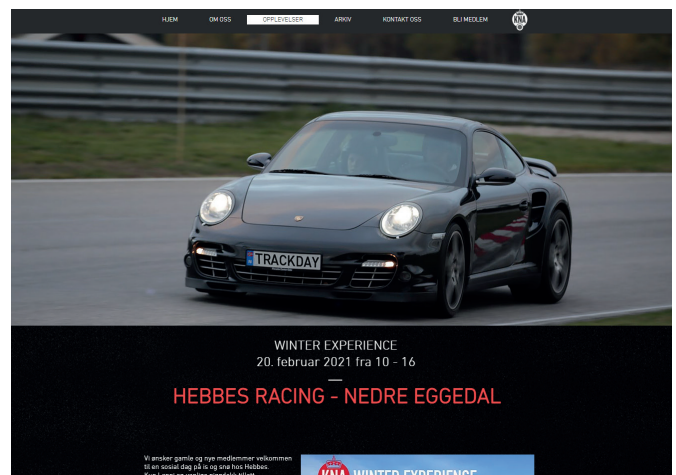 HJEM OM OSS OPPLEVELSER ARKIV KONTAKT OSS BLI MEDLEM KNA
TRACKDAY
WINTER EXPERIENCE
20. februar 2021 fra 10 - 16
HEBBES RACING - NEDRE EGGEDAL
Vi ønsker gamle og nye medlemmer velkommen
til en sosial dag på is og snø hos Hebbes.
KNA WINTER EXPERIENCE